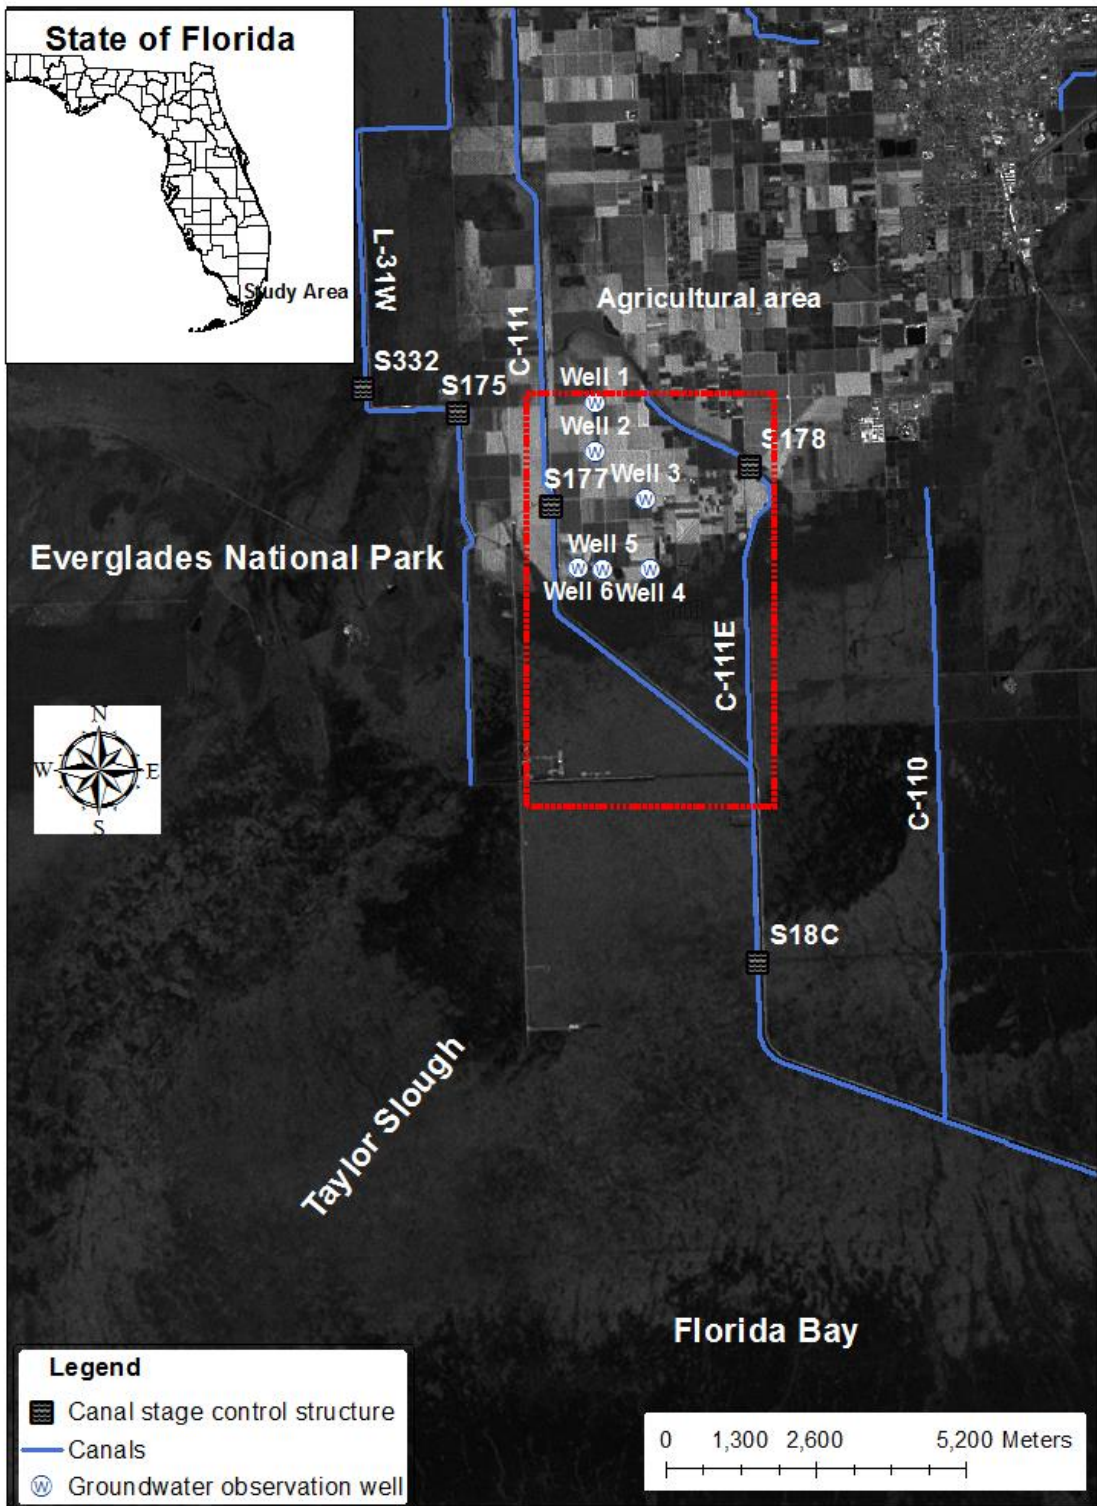 State of Florida
Study Area
L-31W
C-111
Agricultural area
S332
S175
Well 1
Well 2
S178
S177
Well 3
Everglades National Park
Well 5
Well 6
Well 4
C-111E
N
W
E
S
C-110
S18C
Taylor Slough
Florida Bay
Legend
Canal stage control structure
Canals
W Groundwater observation well
0 1,300 2,600 5,200 Meters